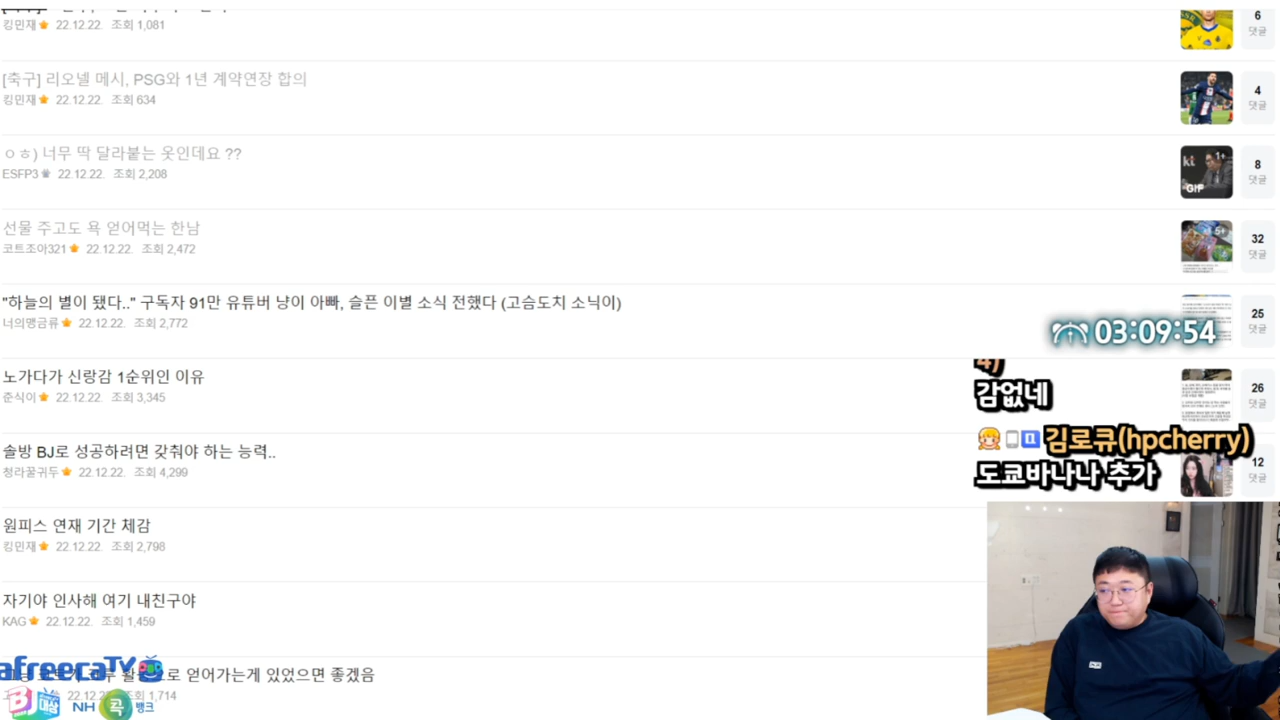 킹민재 22.12.22. 조회 1,081
6
댓글
[축구] 리오넬 메시, PSG와 1년 계약연장 합의
킹민재 22.12.22. 조회 634
4
댓글
ㅇㅎ) 너무 딱 달라붙는 옷인데요 ??
ESFP3 22.12.22. 조회 2,208
1+
GIF
8
댓글
선물 주고도 욕 얻어먹는 한남
코트조아321 22.12.22. 조회 2,472
5+
32
댓글
"하늘의 별이 됐다.." 구독자 91만 유튜버 냥이 아빠, 슬픈 이별 소식 전했다 (고슴도치 소닉이)
너의맹금류 22.12.22. 조회 2,772
25
댓글
03:09:54
노가다가 신랑감 1순위인 이유
준식이 22.12.22. 조회 3,345
26
댓글
감없네
김로큐(hpcherry)
도쿄바나나 추가
솔방 BJ로 성공하려면 갖춰야 하는 능력..
청라꿀귀두 22.12.22. 조회 4,299
12
댓글
원피스 연재 기간 체감
킹민재 22.12.22. 조회 2,798
자기야 인사해 여기 내친구야
KAG 22.12.22. 조회 1,459
얻어가는게 있었으면 좋겠음
조회 1,714
afreecaTV
BJ 대상
NH 콕 뱅크